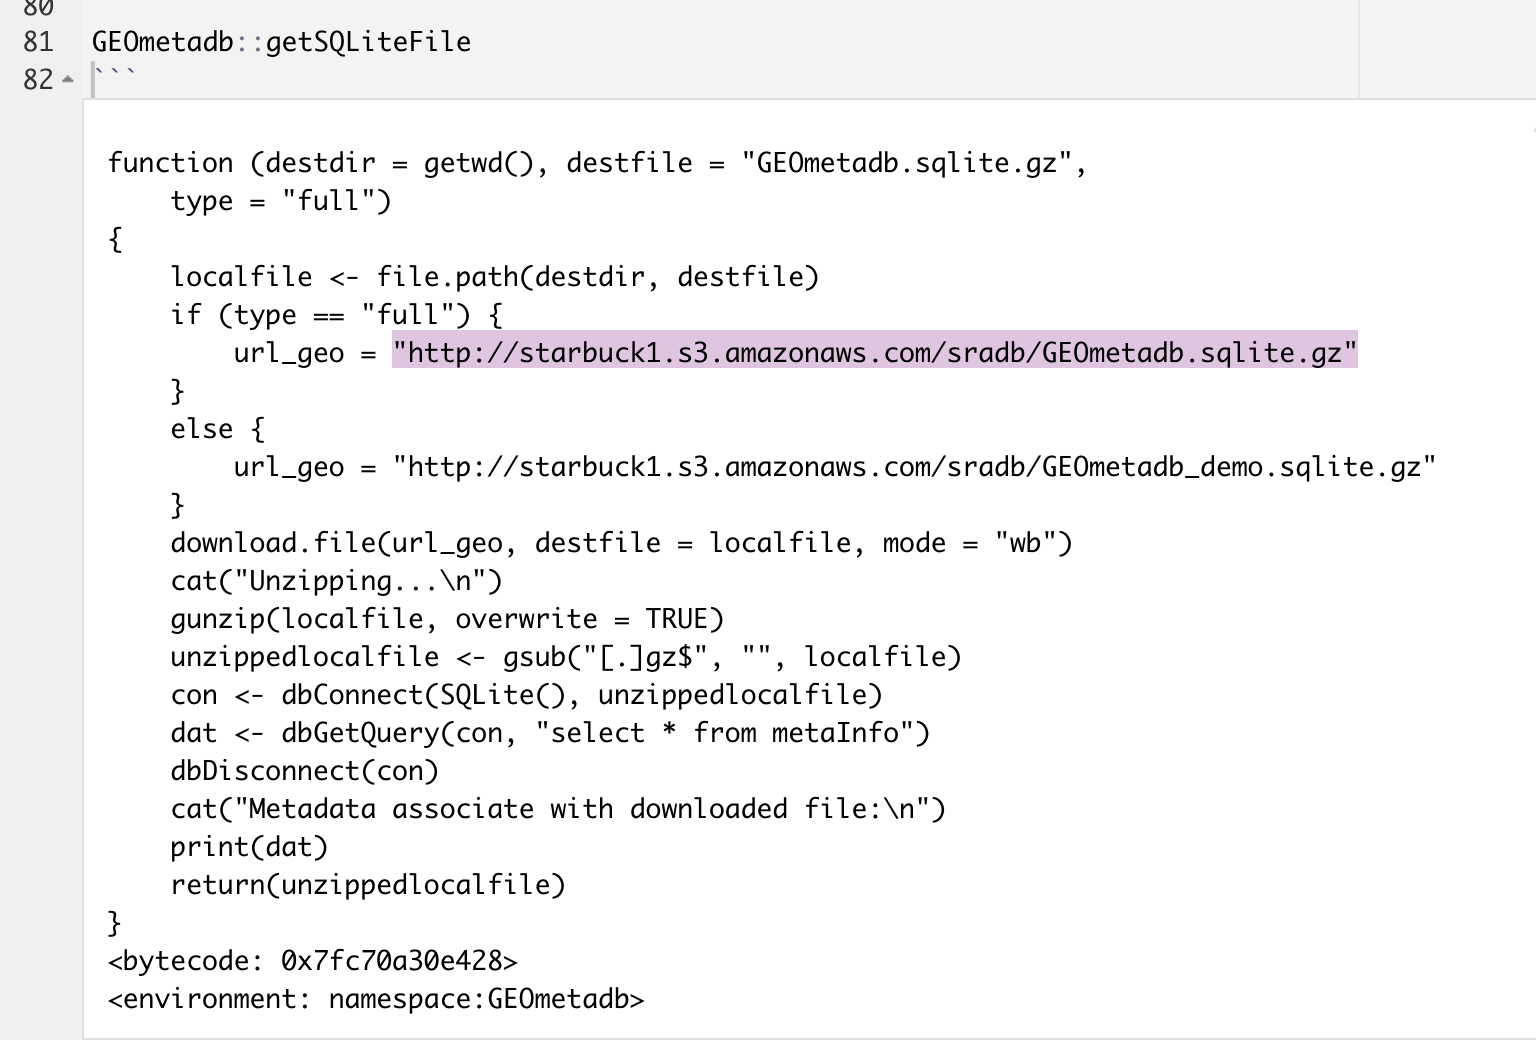 80
81 GEOmetadb::getSQLiteFile
82 ```
function (destdir = getwd(), destfile = "GEOmetadb.sqlite.gz",
    type = "full")
{
    localfile <- file.path(destdir, destfile)
    if (type == "full") {
        url_geo = "http://starbuck1.s3.amazonaws.com/sradb/GEOmetadb.sqlite.gz"
    }
    else {
        url_geo = "http://starbuck1.s3.amazonaws.com/sradb/GEOmetadb_demo.sqlite.gz"
    }
    download.file(url_geo, destfile = localfile, mode = "wb")
    cat("Unzipping...\n")
    gunzip(localfile, overwrite = TRUE)
    unzippedlocalfile <- gsub("[.]gz$", "", localfile)
    con <- dbConnect(SQLite(), unzippedlocalfile)
    dat <- dbGetQuery(con, "select * from metaInfo")
    dbDisconnect(con)
    cat("Metadata associate with downloaded file:\n")
    print(dat)
    return(unzippedlocalfile)
}
<bytecode: 0x7fc70a30e428>
<environment: namespace:GEOmetadb>